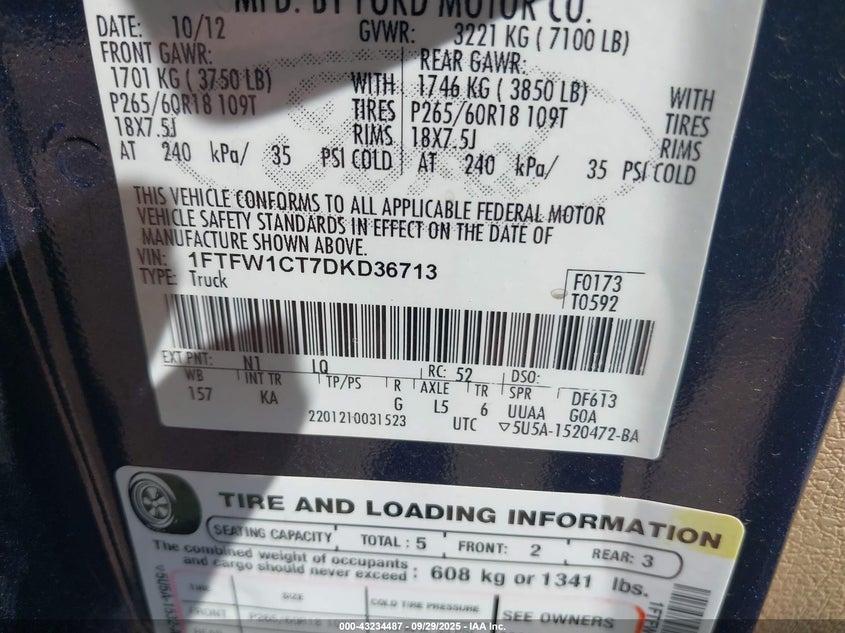 MFD. BY FORD MOTOR CO.
DATE: 10/12 GVWR: 3221 KG ( 7100 LB)
FRONT GAWR: REAR GAWR:
1701 KG ( 3750 LB) WITH 1746 KG ( 3850 LB) WITH
P265/60R18 109T TIRES P265/60R18 109T TIRES
18X7.5J RIMS 18X7.5J RIMS
AT 240 kPa/ 35 PSI COLD AT 240 kPa/ 35 PSI COLD
THIS VEHICLE CONFORMS TO ALL APPLICABLE FEDERAL MOTOR
VEHICLE SAFETY STANDARDS IN EFFECT ON THE DATE OF
MANUFACTURE SHOWN ABOVE.
VIN: 1FTFW1CT7DKD36713
TYPE: Truck
F0173
T0592
EXT PNT: N1 LQ RC: 52 DSO:
WB INT TR TP/PS R AXLE TR SPR DF613
157 KA G L5 6 UUAA GOA
2201210031523 UTC ▽5U5A-1520472-BA
TIRE AND LOADING INFORMATION
SEATING CAPACITY TOTAL : 5 FRONT: 2 REAR: 3
The combined weight of occupants
and cargo should never exceed : 608 kg or 1341 lbs.
TIRE SIZE COLD TIRE PRESSURE SEE OWNERS
FRONT P265/60R18
000-43234487 09/29/2025 IAA Inc.